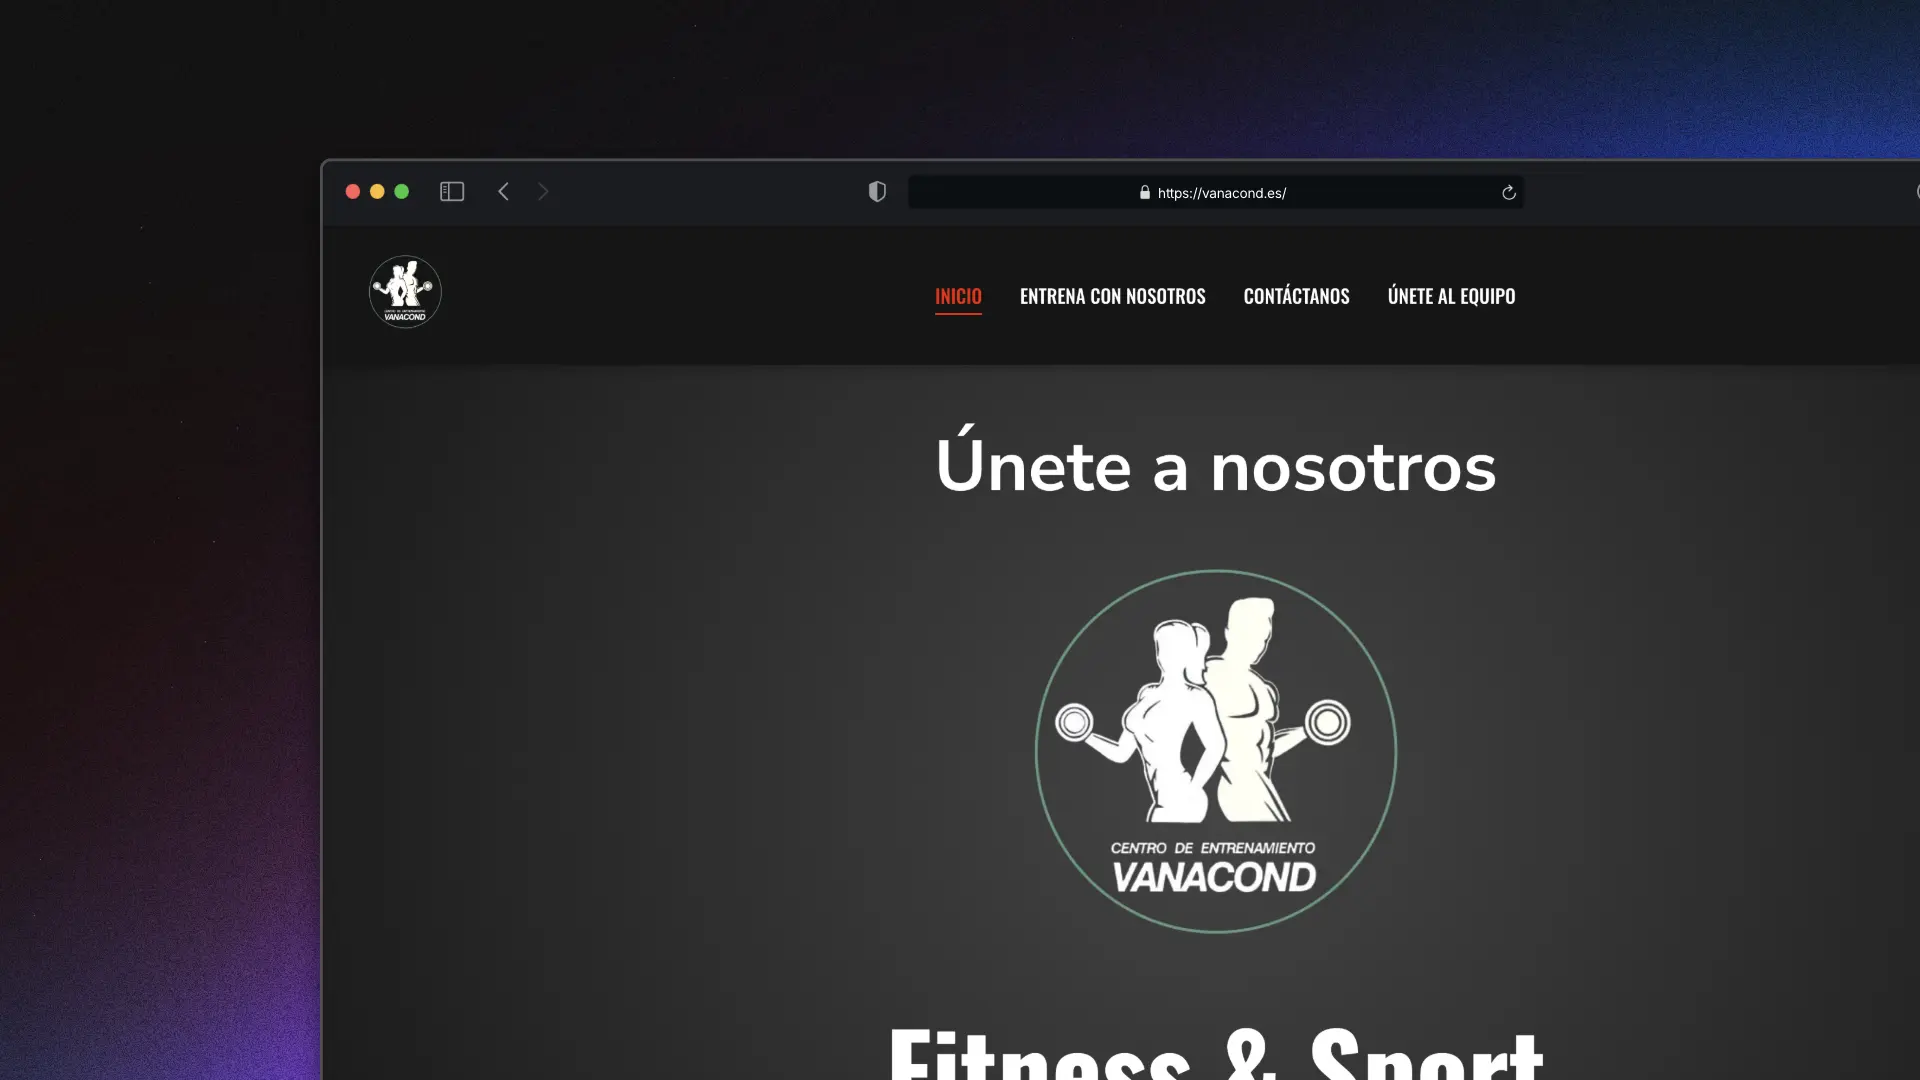 https://vanacond.es/
CENTRO DE ENTRENAMIENTO
VANACOND
INICIO ENTRENA CON NOSOTROS CONTÁCTANOS ÚNETE AL EQUIPO
Únete a nosotros
CENTRO DE ENTRENAMIENTO
VANACOND
Fitness & Sport